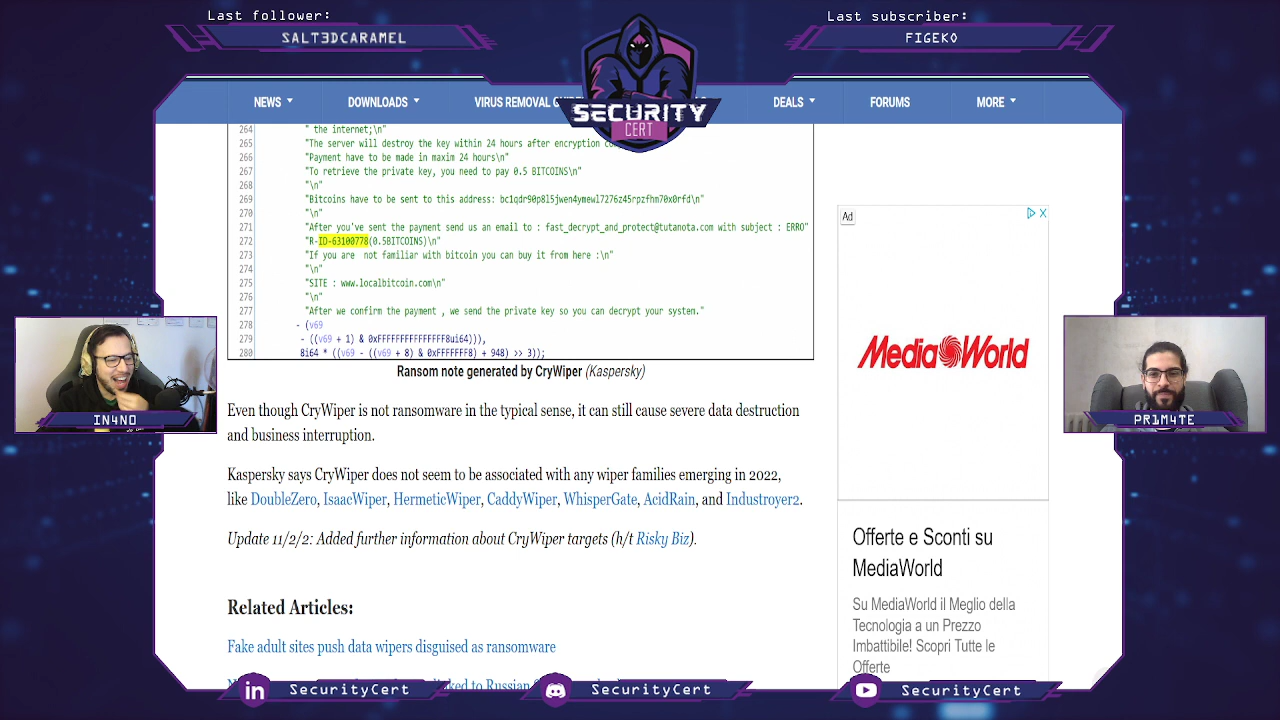 Last follower:
SALT3DCARAMEL
Last subscriber:
FIGEKO
SECURITY
CERT
NEWS
DOWNLOADS
VIRUS REMOVAL
DEALS
FORUMS
MORE
264 " the internet;\n"
265 "The server will destroy the key within 24 hours after encryption
266 "Payment have to be made in maxim 24 hours\n"
267 "To retrieve the private key, you need to pay 0.5 BITCOINS\n"
268 "\n"
269 "Bitcoins have to be sent to this address: bc1qdr90p8l5jwen4ymewl7276z45rpzfhm70x0rfd\n"
270 "\n"
271 "After you've sent the payment send us an email to : fast_decrypt_and_protect@tutanota.com with subject : ERRO"
272 "R-ID-63100778(0.5BITCOINS)\n"
273 "If you are  not familiar with bitcoin you can buy it from here :\n"
274 "\n"
275 "SITE : www.localbitcoin.com\n"
276 "\n"
277 "After we confirm the payment , we send the private key so you can decrypt your system."
278 - (v69
279 - ((v69 + 1) & 0xFFFFFFFFFFFFFFF8ui64))),
280 8i64 * ((v69 - ((v69 + 8) & 0xFFFFFFF8) + 948) >> 3));
Ransom note generated by CryWiper (Kaspersky)
Even though CryWiper is not ransomware in the typical sense, it can still cause severe data destruction
and business interruption.
Kaspersky says CryWiper does not seem to be associated with any wiper families emerging in 2022,
like DoubleZero, IsaacWiper, HermeticWiper, CaddyWiper, WhisperGate, AcidRain, and Industroyer2.
Update 11/2/2: Added further information about CryWiper targets (h/t Risky Biz).
Related Articles:
Fake adult sites push data wipers disguised as ransomware
to Russian
Ad
MediaWorld
Offerte e Sconti su
MediaWorld
Su MediaWorld il Meglio della
Tecnologia a un Prezzo
Imbattibile! Scopri Tutte le
Offerte
IN4N0
PR1M4TE
in SecurityCert
SecurityCert
SecurityCert